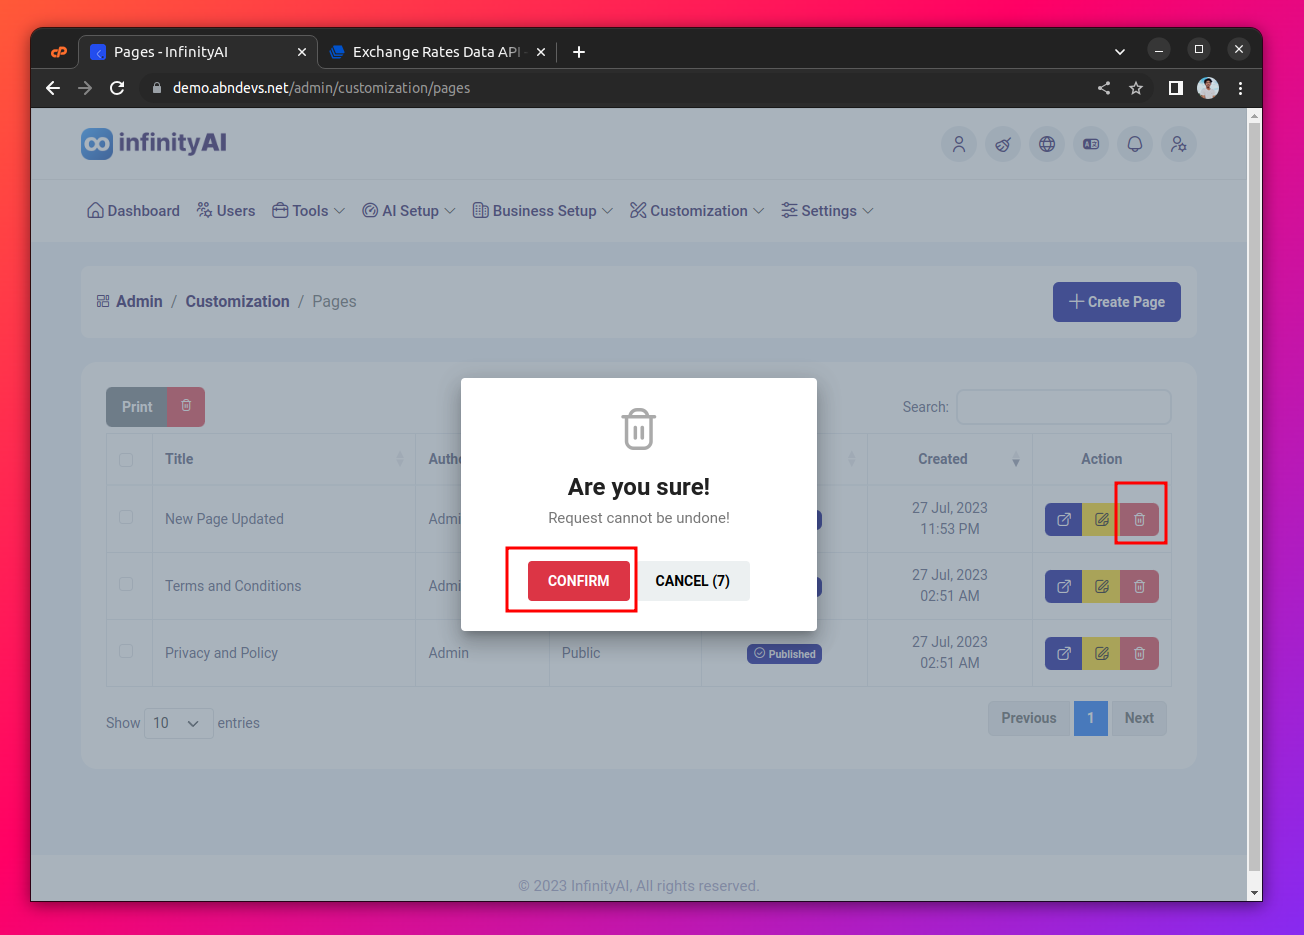 cP
Pages - InfinityAI
Exchange Rates Data API -
demo.abndevs.net/admin/customization/pages
infinityAI
Dashboard Users Tools AI Setup Business Setup Customization Settings
Admin / Customization / Pages
Create Page
Print
Search:
Title Autho Created Action
New Page Updated Admi 27 Jul, 2023
11:53 PM
Terms and Conditions Admi 27 Jul, 2023
02:51 AM
Privacy and Policy Admin Public Published 27 Jul, 2023
02:51 AM
Are you sure!
Request cannot be undone!
CONFIRM CANCEL (7)
Show 10 entries
Previous 1 Next
© 2023 InfinityAI, All rights reserved.